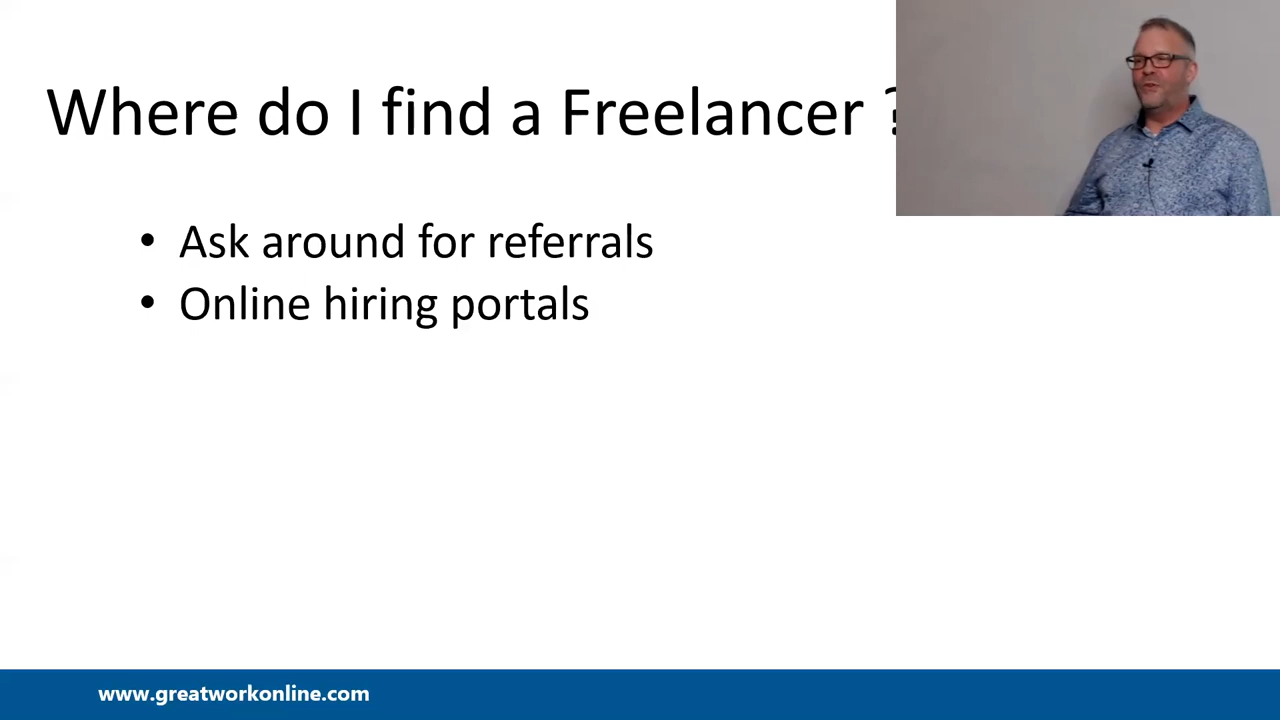 Where do I find a Freelancer ?
• Ask around for referrals
• Online hiring portals
www.greatworkonline.com